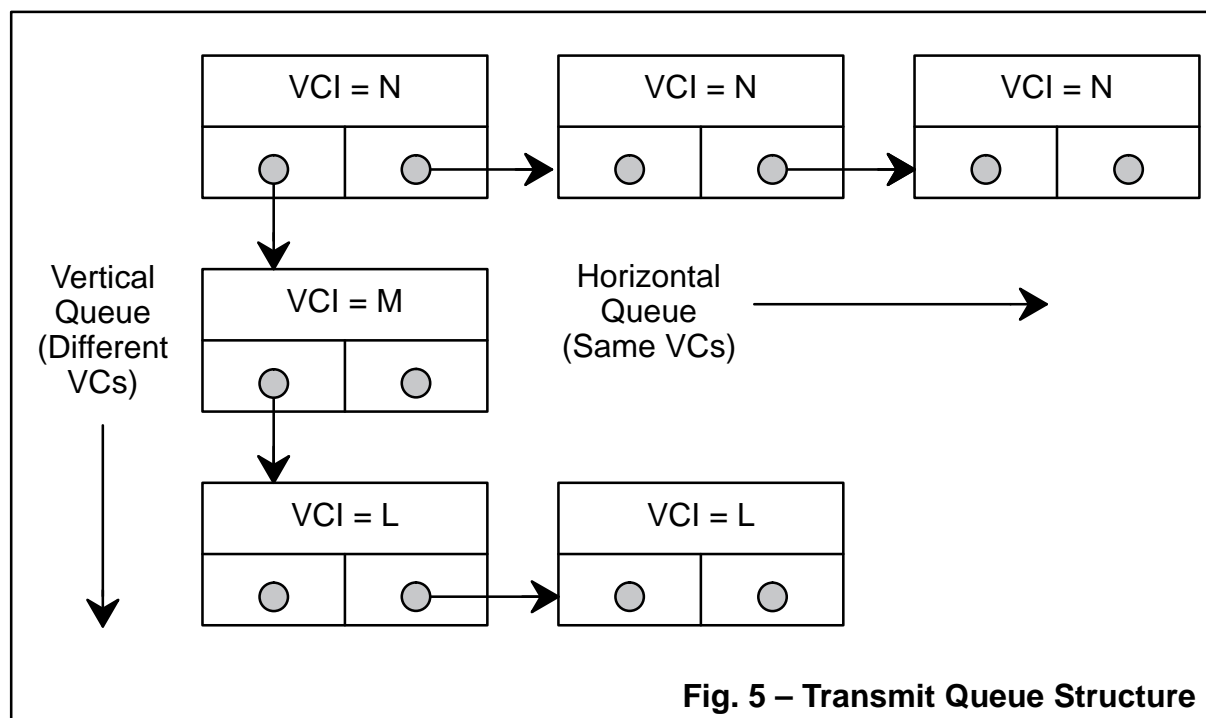 VCI = N
VCI = N
VCI = N
Vertical
Queue
(Different
VCs)
VCI = M
Horizontal
Queue
(Same VCs)
VCI = L
VCI = L
Fig. 5 – Transmit Queue Structure